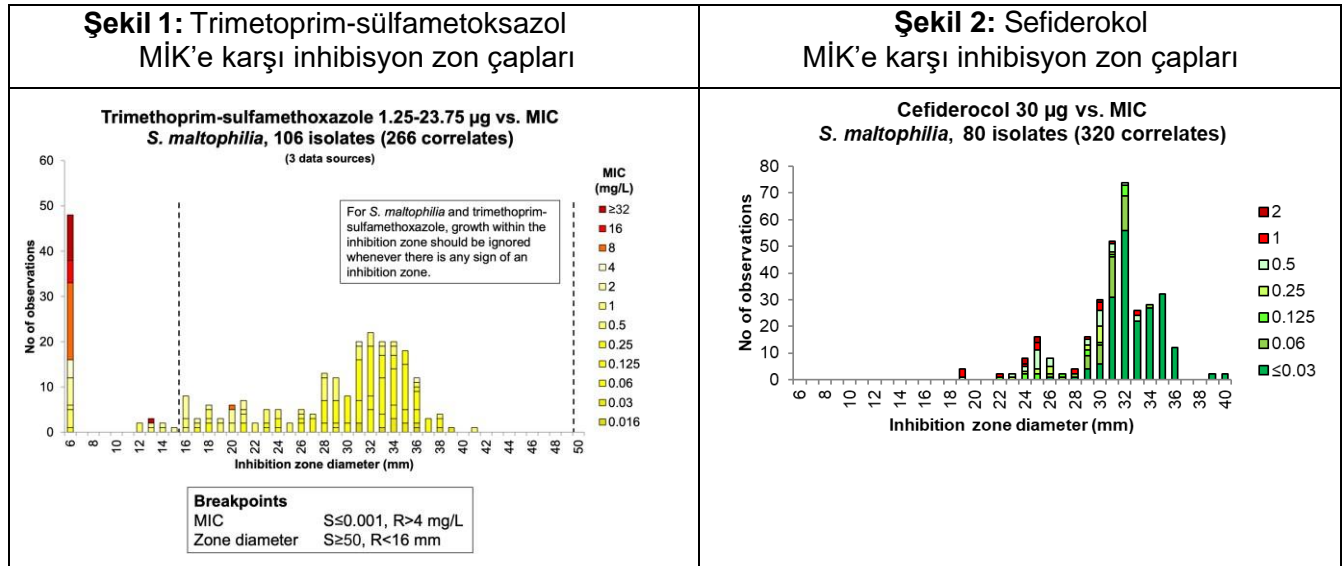 Şekil 1: Trimetoprim-sülfametoksazol
MİK’e karşı inhibisyon zon çapları
Şekil 2: Sefiderokol
MİK’e karşı inhibisyon zon çapları
Trimethoprim-sulfamethoxazole 1.25-23.75 µg vs. MIC
S. maltophilia, 106 isolates (266 correlates)
(3 data sources)
60
50
40
30
20
10
0
No of observations
For S. maltophilia and trimethoprim-
sulfamethoxazole, growth within the
inhibition zone should be ignored
whenever there is any sign of an
inhibition zone.
MIC
(mg/L)
≥32
16
8
4
2
1
0.5
0.25
0.125
0.06
0.03
0.016
6 8 10 12 14 16 18 20 22 24 26 28 30 32 34 36 38 40 42 44 46 48 50
Inhibition zone diameter (mm)
Breakpoints
MIC S≤0.001, R>4 mg/L
Zone diameter S≥50, R<16 mm
Cefiderocol 30 µg vs. MIC
S. maltophilia, 80 isolates (320 correlates)
80
70
60
50
40
30
20
10
0
No of observations
2
1
0.5
0.25
0.125
0.06
≤0.03
6 8 10 12 14 16 18 20 22 24 26 28 30 32 34 36 38 40
Inhibition zone diameter (mm)